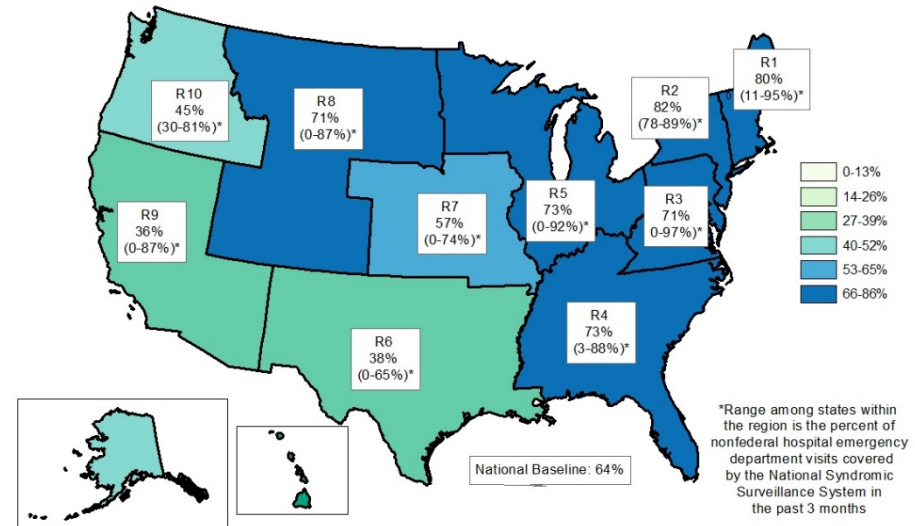 R1
80%
(11-95%)*
R2
82%
(78-89%)*
R10
45%
(30-81%)*
R8
71%
(0-87%)*
R5
73%
(0-92%)*
R3
71%
0-97%)*
R7
57%
(0-74%)*
R9
36%
(0-87%)*
R4
73%
(3-88%)*
R6
38%
(0-65%)*
0-13%
14-26%
27-39%
40-52%
53-65%
66-86%
National Baseline: 64%
*Range among states within
the region is the percent of
nonfederal hospital emergency
department visits covered
by the National Syndromic
Surveillance System in
the past 3 months